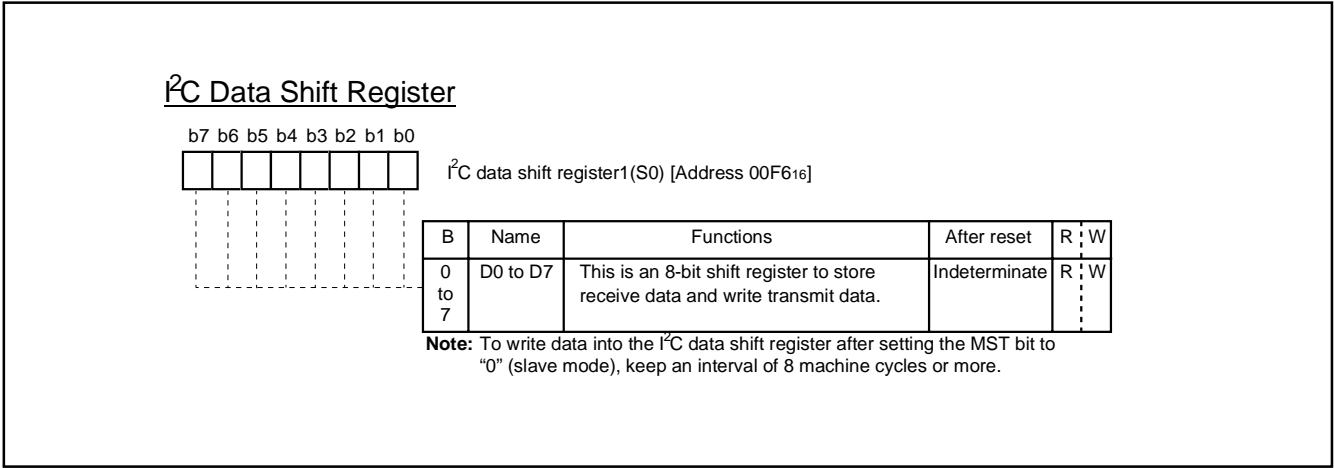 I²C Data Shift Register
b7 b6 b5 b4 b3 b2 b1 b0
I²C data shift register1(S0) [Address 00F6₁₆]
B Name Functions After reset R W
0 to 7 D0 to D7 This is an 8-bit shift register to store Indeterminate R W
receive data and write transmit data.
Note: To write data into the I²C data shift register after setting the MST bit to
“0” (slave mode), keep an interval of 8 machine cycles or more.